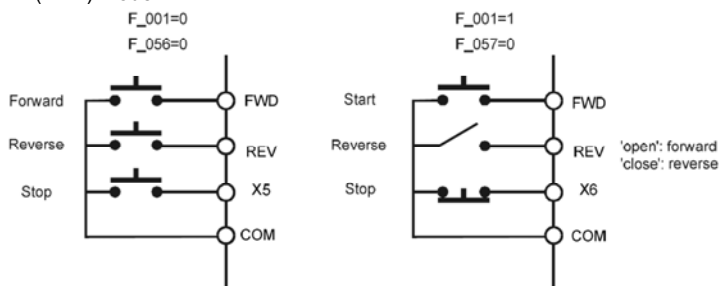 F_001=0
F_056=0
Forward
FWD
Reverse
REV
Stop
X5
COM
F_001=1
F_057=0
Start
FWD
Reverse
REV
'open': forward
'close': reverse
Stop
X6
COM